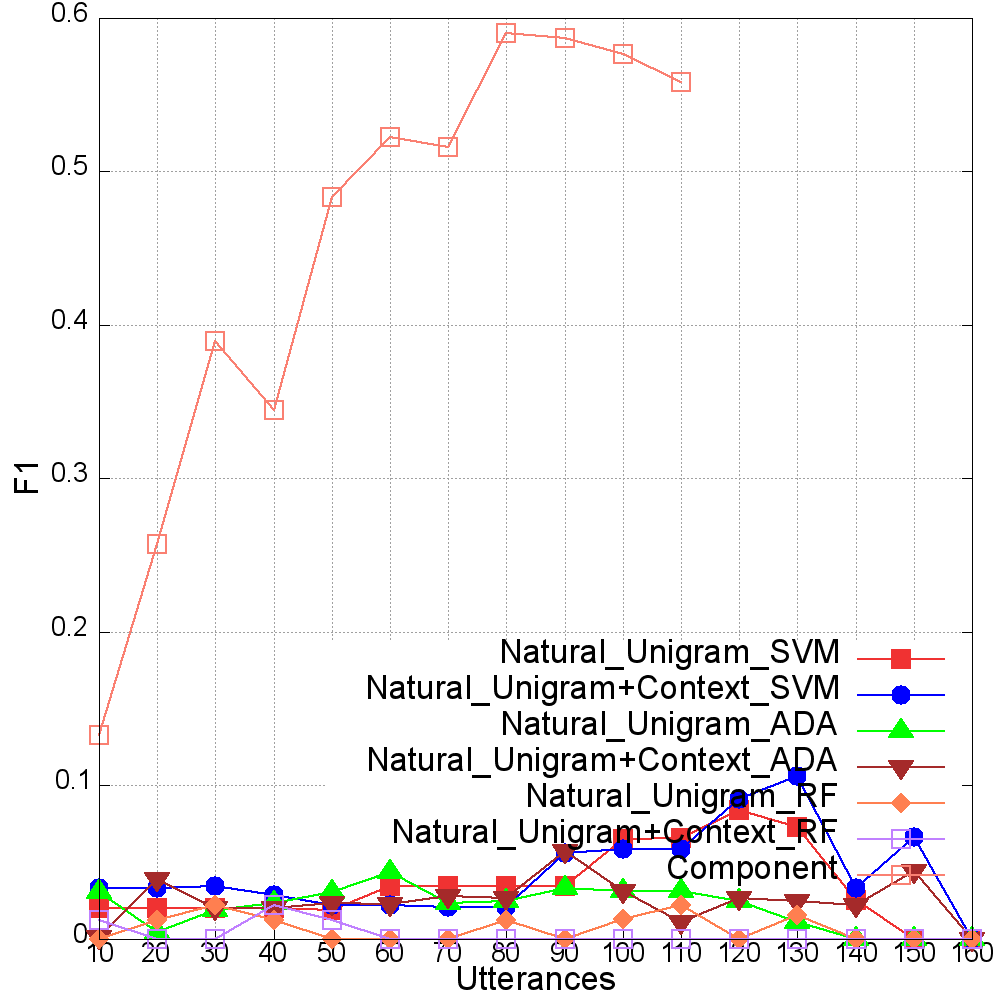 0.6
0.5
0.4
0.3
0.2
0.1
0
F1
Natural_Unigram_SVM
Natural_Unigram+Context_SVM
Natural_Unigram_ADA
Natural_Unigram+Context_ADA
Natural_Unigram_RF
Natural_Unigram+Context_RF
Component
10 20 30 40 50 60 70 80 90 100 110 120 130 140 150 160
Utterances